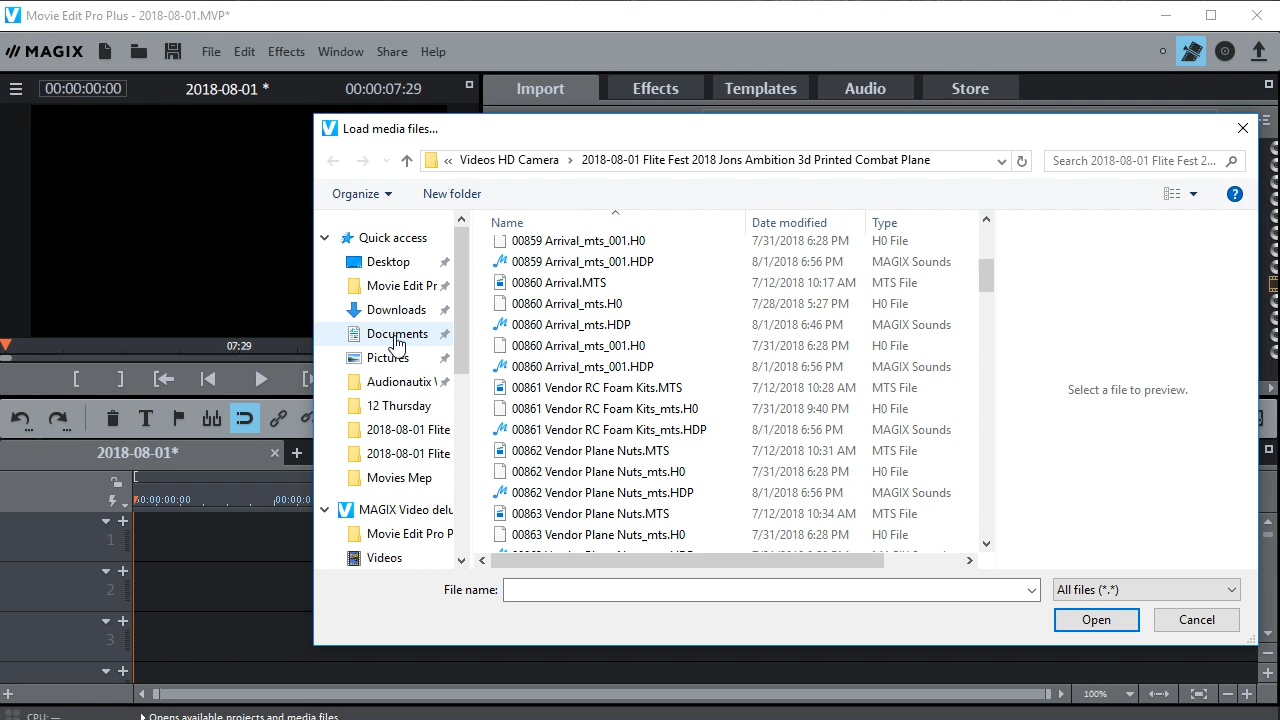 Movie Edit Pro Plus - 2018-08-01.MVP*
MAGIX File Edit Effects Window Share Help
00:00:00:00 2018-08-01 * 00:00:07:29
Import Effects Templates Audio Store
Load media files...
« Videos HD Camera › 2018-08-01 Flite Fest 2018 Jons Ambition 3d Printed Combat Plane
Search 2018-08-01 Flite Fest 2...
Organize New folder
Name Date modified Type
00859 Arrival_mts_001.H0 7/31/2018 6:28 PM H0 File
00859 Arrival_mts_001.HDP 8/1/2018 6:56 PM MAGIX Sounds
00860 Arrival.MTS 7/12/2018 10:17 AM MTS File
00860 Arrival_mts.H0 7/28/2018 5:27 PM H0 File
00860 Arrival_mts.HDP 8/1/2018 6:46 PM MAGIX Sounds
00860 Arrival_mts_001.H0 7/31/2018 6:28 PM H0 File
00860 Arrival_mts_001.HDP 8/1/2018 6:56 PM MAGIX Sounds
00861 Vendor RC Foam Kits.MTS 7/12/2018 10:28 AM MTS File
00861 Vendor RC Foam Kits_mts.H0 7/31/2018 9:40 PM H0 File
00861 Vendor RC Foam Kits_mts.HDP 8/1/2018 6:56 PM MAGIX Sounds
00862 Vendor Plane Nuts.MTS 7/12/2018 10:31 AM MTS File
00862 Vendor Plane Nuts_mts.H0 7/31/2018 6:28 PM H0 File
00862 Vendor Plane Nuts_mts.HDP 8/1/2018 6:56 PM MAGIX Sounds
00863 Vendor Plane Nuts.MTS 7/12/2018 10:34 AM MTS File
00863 Vendor Plane Nuts_mts.H0 7/31/2018 6:28 PM H0 File
Quick access
Desktop
Movie Edit Pr
Downloads
Documents
Pictures
Audionautix
12 Thursday
2018-08-01 Flite
2018-08-01 Flite
Movies Mep
MAGIX Video delu
Movie Edit Pro P
Videos
Select a file to preview.
File name: All files (*.*)
Open Cancel
07:29
2018-08-01*
00:00:00:00 00:00:0
1
2
3
100%
CPU: —
Opens available projects and media files